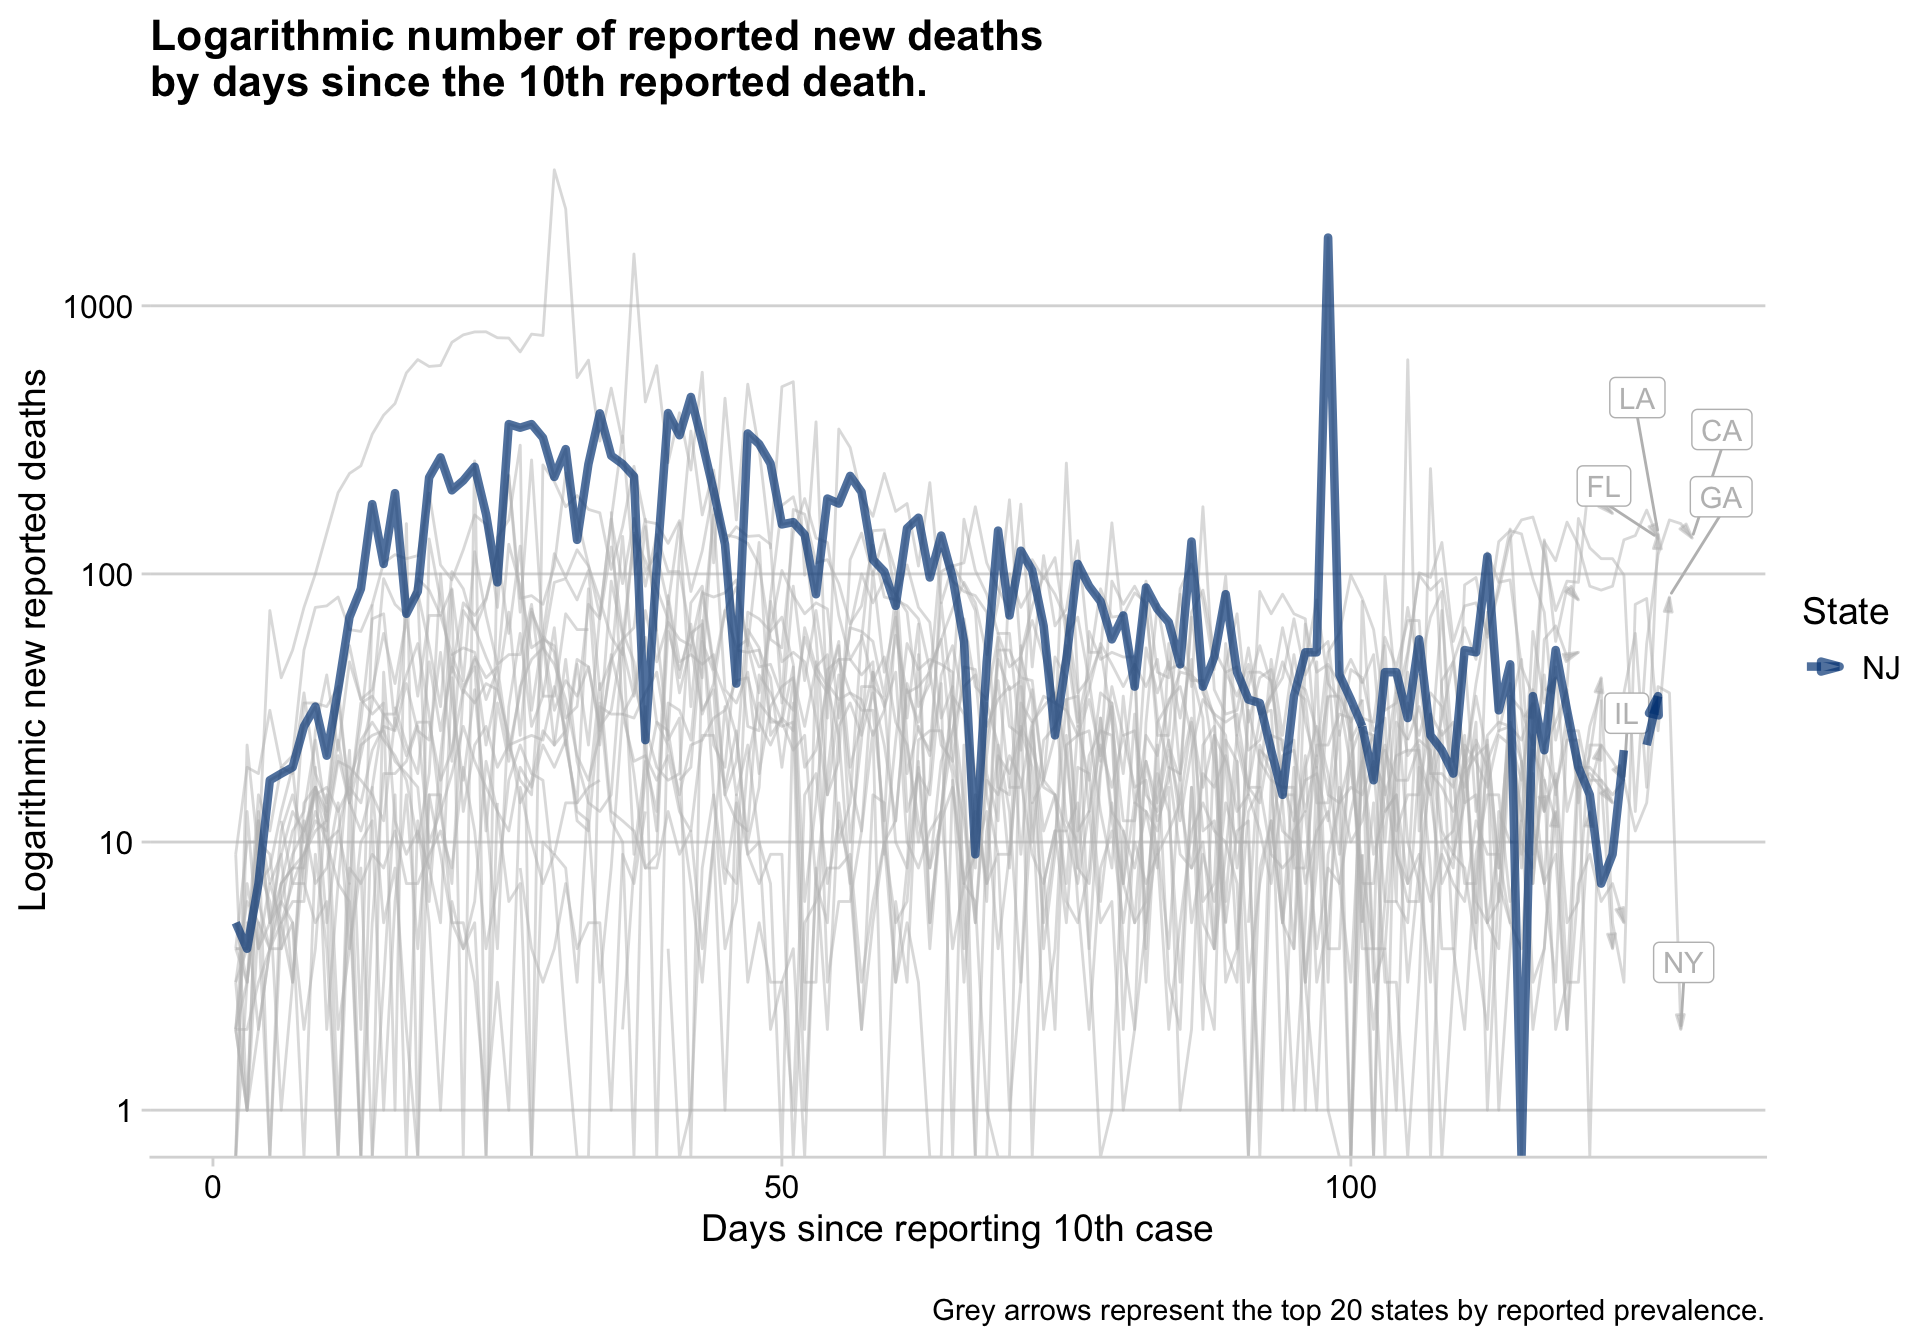 Logarithmic number of reported new deaths
by days since the 10th reported death.
Logarithmic new reported deaths
1000
100
10
1
LA
CA
FL
GA
IL
NY
State
NJ
0
50
100
Days since reporting 10th case
Grey arrows represent the top 20 states by reported prevalence.